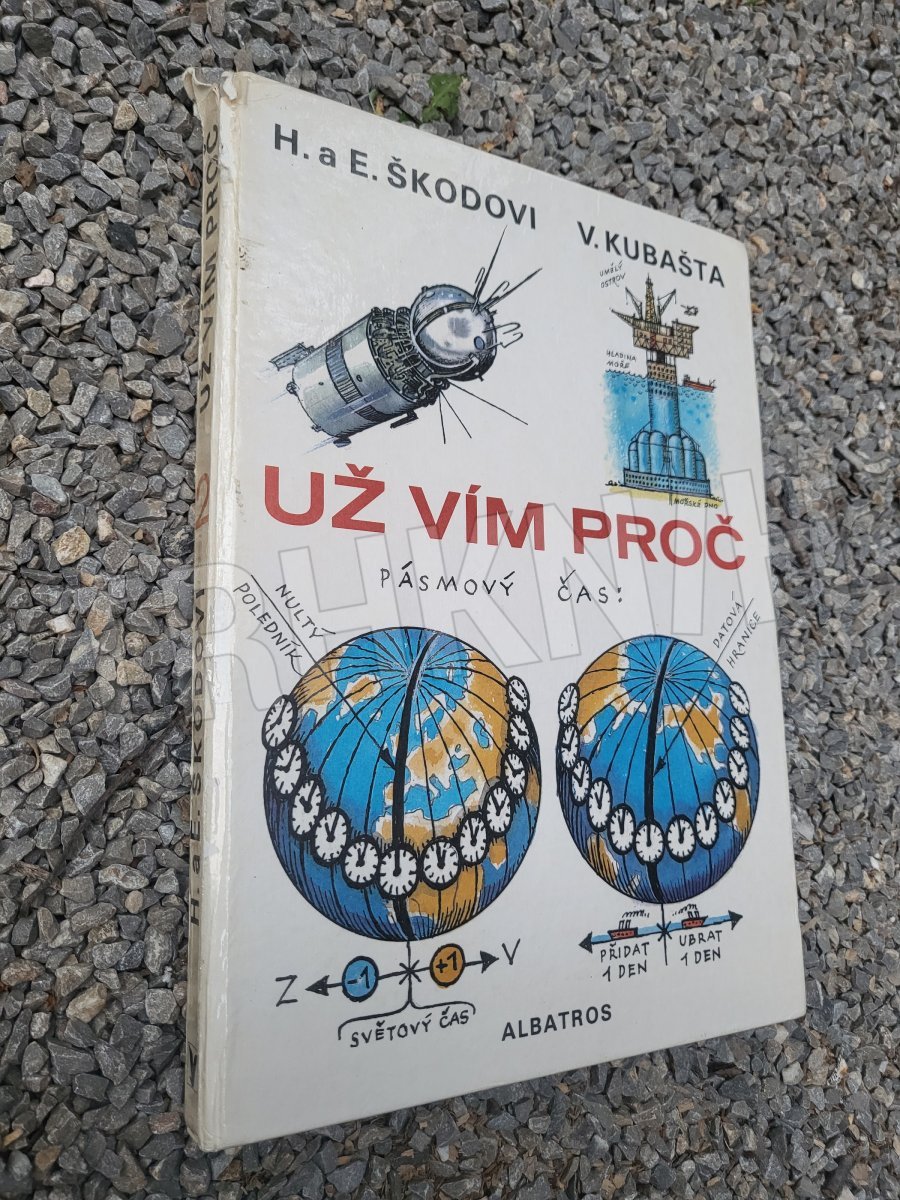 H. a E. ŠKODOVI V. KUBAŠTA
UMĚLÝ
OSTROV
HLADINA
MOŘE
MOŘSKÉ DNO
UŽ VÍM PROČ
PÁSMOVÝ ČAS:
NULTÝ
POLEDNÍK
DATOVÁ
HRANICE
Z -1 +1 V
SVĚTOVÝ ČAS
PŘIDAT
1 DEN
UBRAT
1 DEN
ALBATROS
H. a E. ŠKODOVI UŽ VÍM PROČ